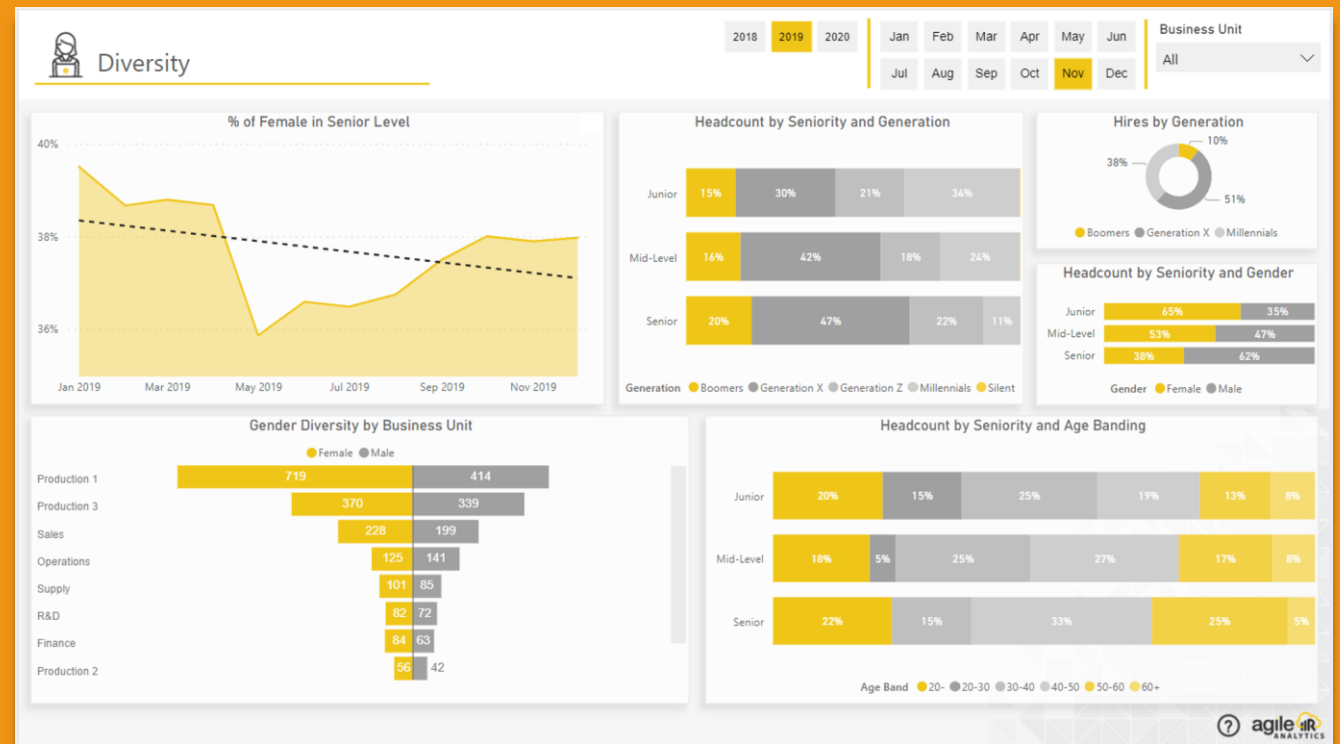 Diversity
2018 2019 2020
Jan Feb Mar Apr May Jun
Jul Aug Sep Oct Nov Dec
Business Unit
All
% of Female in Senior Level
40%
38%
36%
Jan 2019 Mar 2019 May 2019 Jul 2019 Sep 2019 Nov 2019
Headcount by Seniority and Generation
Junior 15% 30% 21% 34%
Mid-Level 16% 42% 18% 24%
Senior 20% 47% 22% 11%
Generation Boomers Generation X Generation Z Millennials Silent
Hires by Generation
10%
38%
51%
Boomers Generation X Millennials
Headcount by Seniority and Gender
Junior 65% 35%
Mid-Level 53% 47%
Senior 38% 62%
Gender Female Male
Gender Diversity by Business Unit
Female Male
Production 1 719 414
Production 3 370 339
Sales 228 199
Operations 125 141
Supply 101 85
R&D 82 72
Finance 84 63
Production 2 56 42
Headcount by Seniority and Age Banding
Junior 20% 15% 25% 19% 13% 8%
Mid-Level 18% 5% 25% 27% 17% 8%
Senior 22% 15% 33% 25% 5%
Age Band 20- 20-30 30-40 40-50 50-60 60+
? agile HR
ANALYTICS